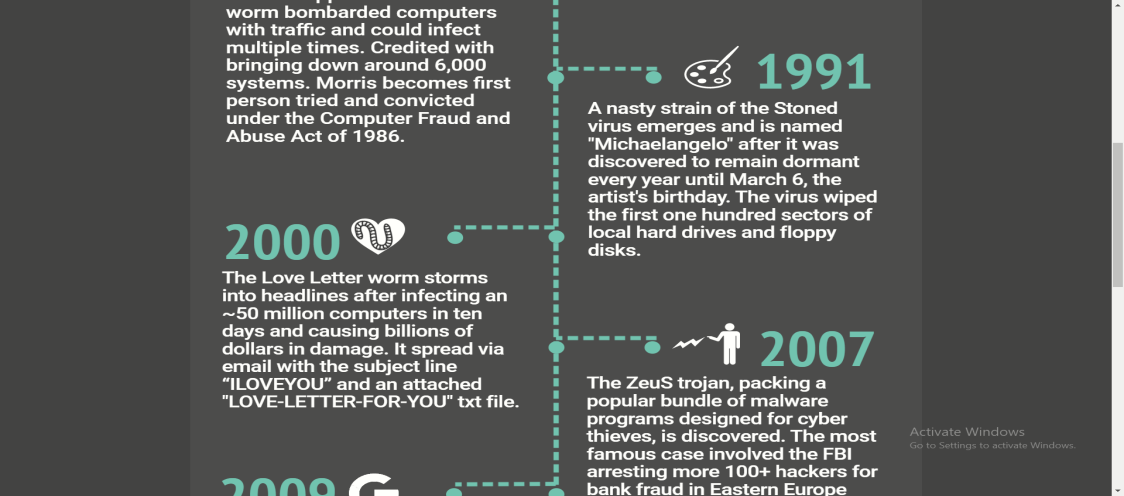 worm bombarded computers
with traffic and could infect
multiple times. Credited with
bringing down around 6,000
systems. Morris becomes first
person tried and convicted
under the Computer Fraud and
Abuse Act of 1986.
1991
A nasty strain of the Stoned
virus emerges and is named
"Michaelangelo" after it was
discovered to remain dormant
every year until March 6, the
artist's birthday. The virus wiped
the first one hundred sectors of
local hard drives and floppy
disks.
2000
The Love Letter worm storms
into headlines after infecting an
~50 million computers in ten
days and causing billions of
dollars in damage. It spread via
email with the subject line
“ILOVEYOU” and an attached
"LOVE-LETTER-FOR-YOU" txt file.
2007
The ZeuS trojan, packing a
popular bundle of malware
programs designed for cyber
thieves, is discovered. The most
famous case involved the FBI
arresting more 100+ hackers for
bank fraud in Eastern Europe
2009
Activate Windows
Go to Settings to activate Windows.